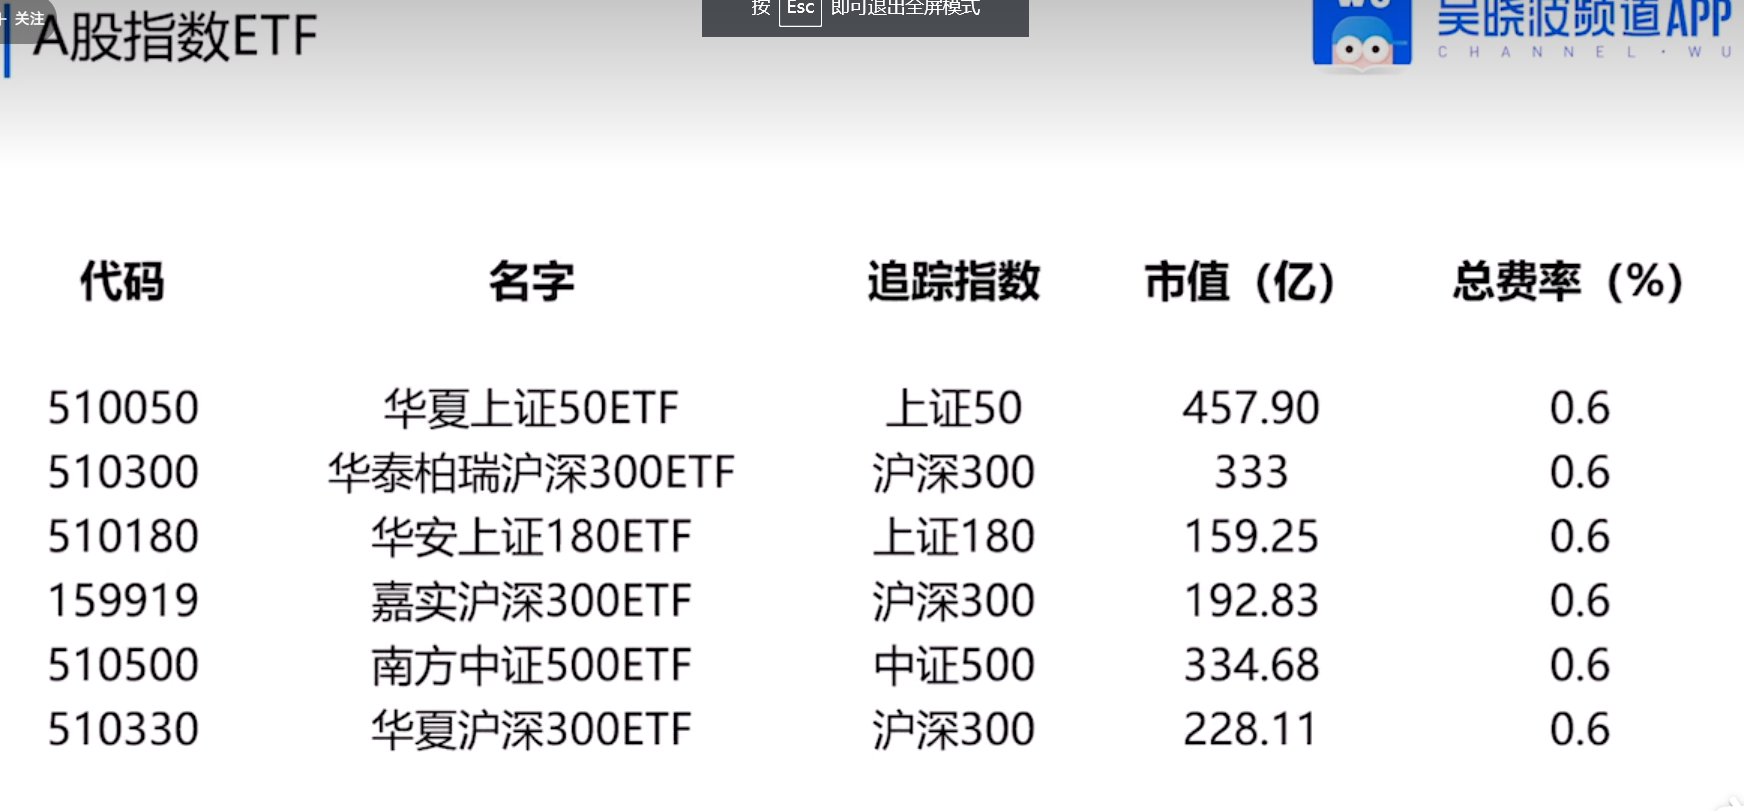 按 Esc 即可退出全屏模式
+ 关注
A股指数ETF
吴晓波频道APP
CHANNEL·WU
代码 名字 追踪指数 市值（亿） 总费率（%）
510050 华夏上证50ETF 上证50 457.90 0.6
510300 华泰柏瑞沪深300ETF 沪深300 333 0.6
510180 华安上证180ETF 上证180 159.25 0.6
159919 嘉实沪深300ETF 沪深300 192.83 0.6
510500 南方中证500ETF 中证500 334.68 0.6
510330 华夏沪深300ETF 沪深300 228.11 0.6